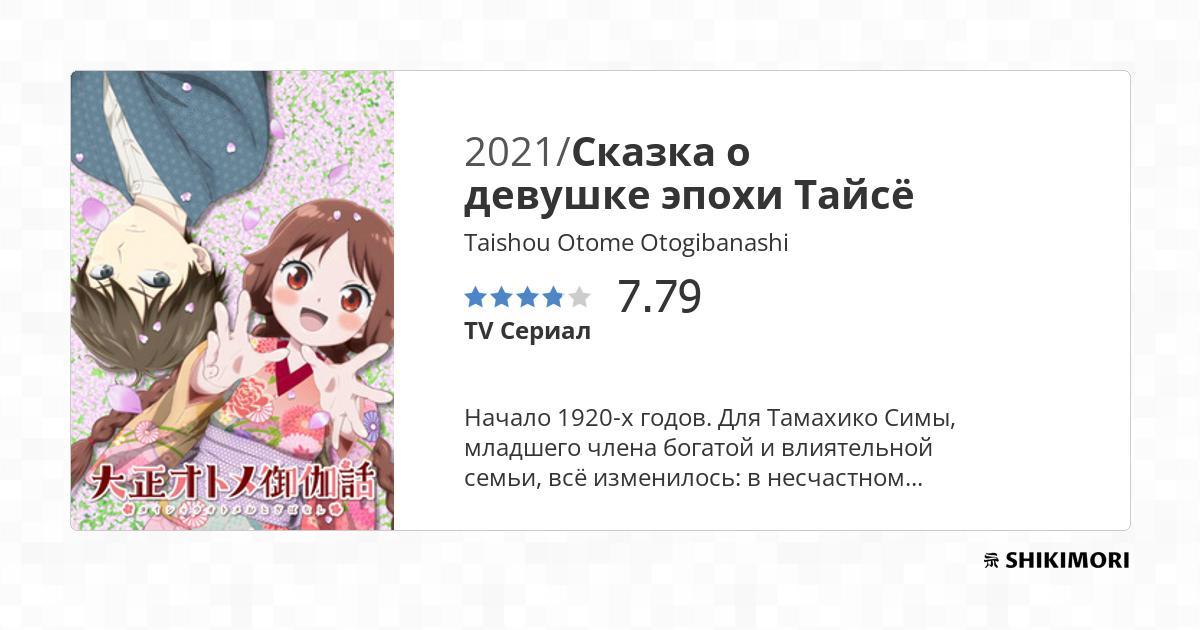 2021/Сказка о
девушке эпохи Тайсё
Taishou Otome Otogibanashi
7.79
TV Сериал
Начало 1920-х годов. Для Тамахико Симы,
младшего члена богатой и влиятельной
семьи, всё изменилось: в несчастном...
大正オトメ御伽話
SHIKIMORI